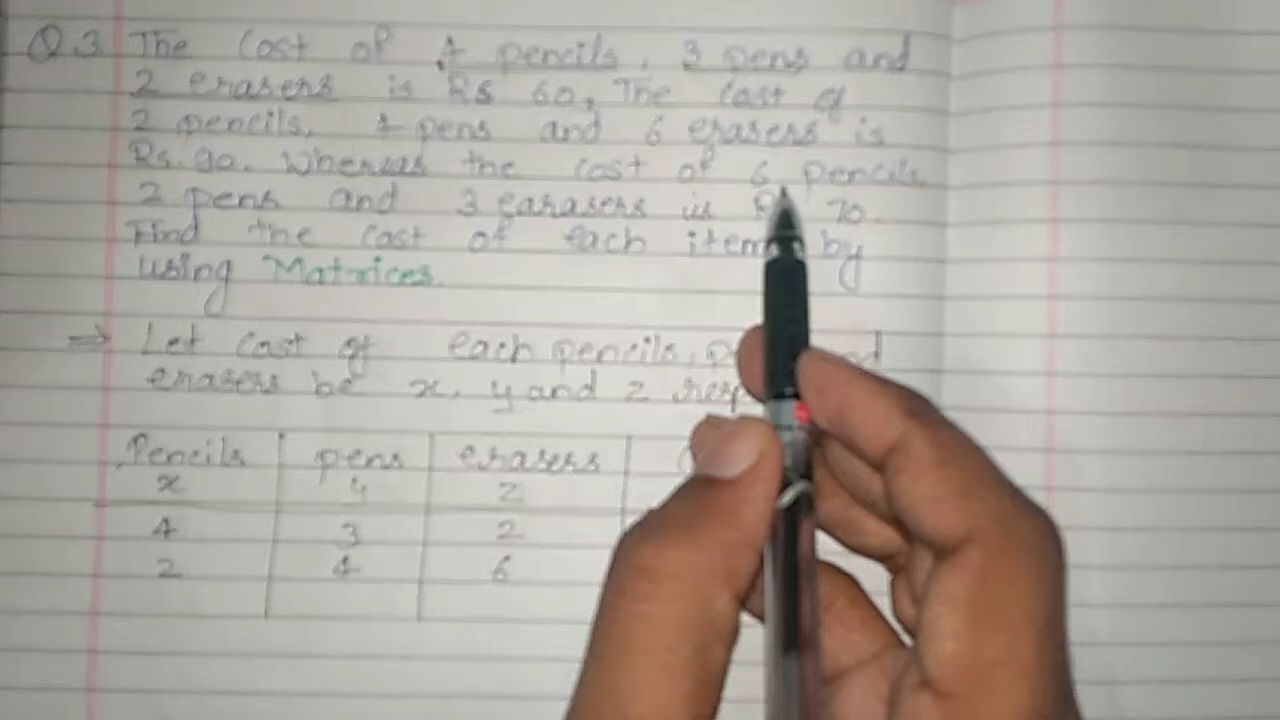 Q.3 The Cost of 4 pencils, 3 pens and
2 erasers is Rs 60, The Cost of
2 pencils, 4 pens and 6 erasers is
Rs. 90. Whereas the cost of 6 pencils
2 pens and 3 earasers is 70
Find the Cost of each item by
using Matrices.
⇒ Let Cost of each pencils,
erasers be x, y and z resp
Pencils pens erasers
x y z
4 3 2
2 4 6